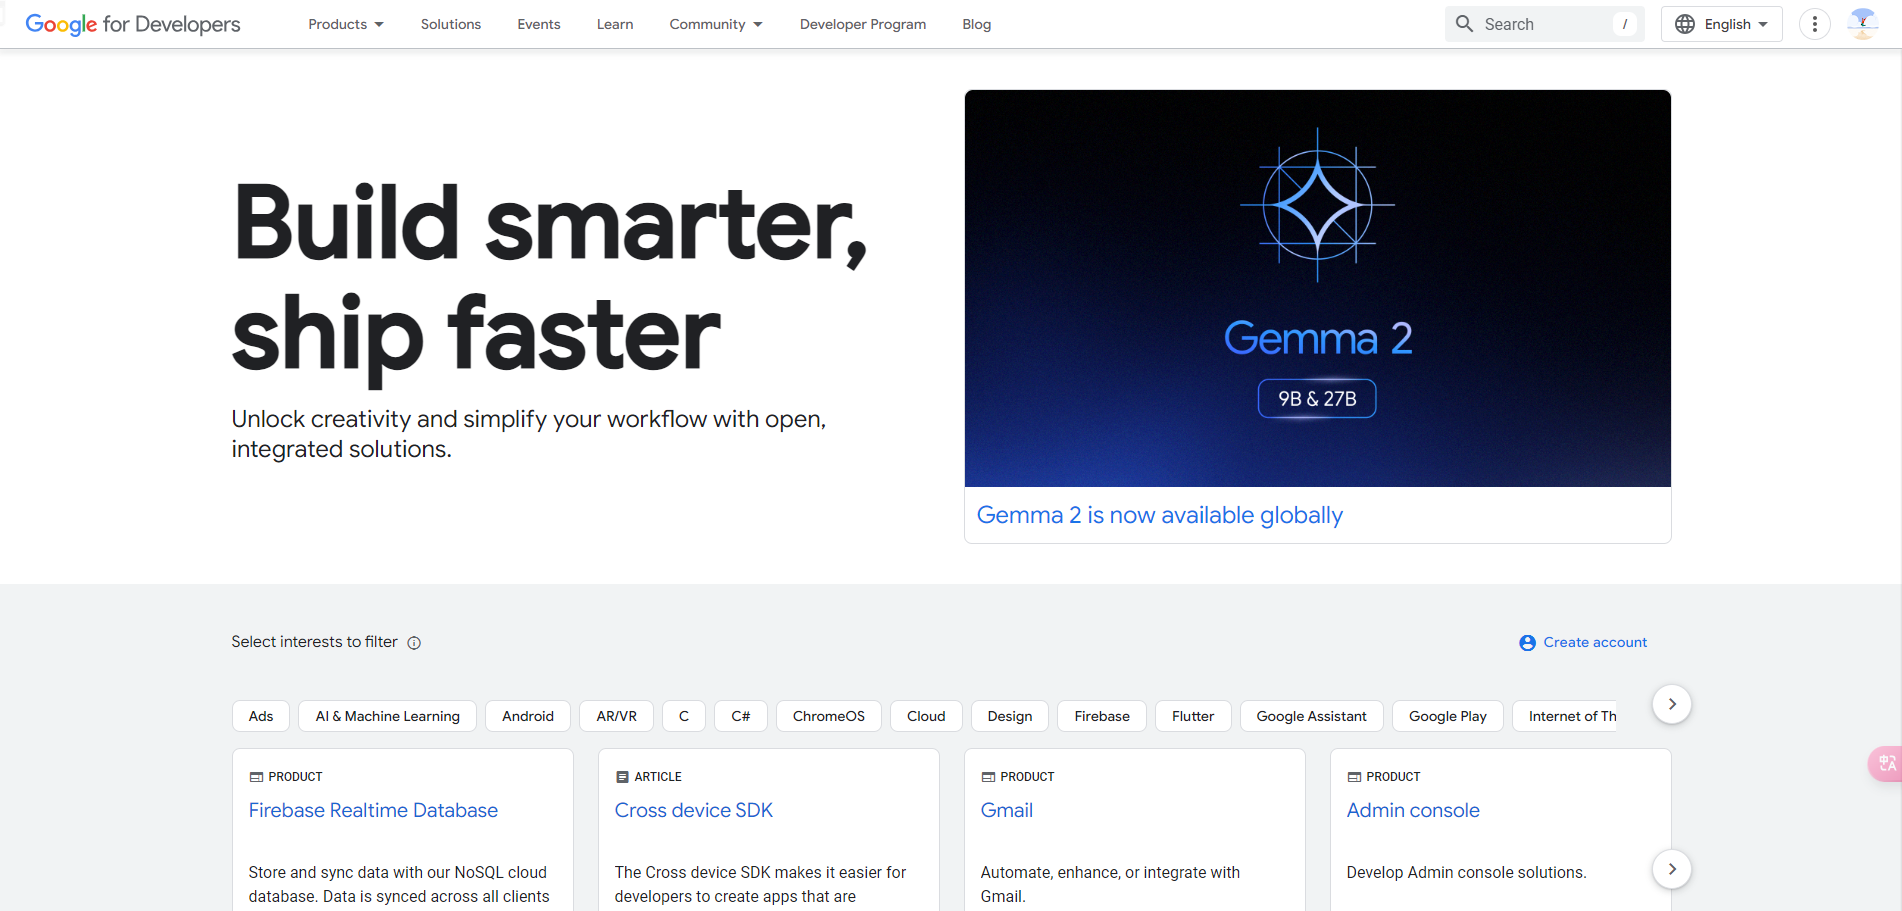 Google for Developers
Products
Solutions
Events
Learn
Community
Developer Program
Blog
Search
/
English
Build smarter,
ship faster
Unlock creativity and simplify your workflow with open,
integrated solutions.
Gemma 2
9B & 27B
Gemma 2 is now available globally
Select interests to filter
Create account
Ads
AI & Machine Learning
Android
AR/VR
C
C#
ChromeOS
Cloud
Design
Firebase
Flutter
Google Assistant
Google Play
Internet of Th
PRODUCT
Firebase Realtime Database
Store and sync data with our NoSQL cloud
database. Data is synced across all clients
ARTICLE
Cross device SDK
The Cross device SDK makes it easier for
developers to create apps that are
PRODUCT
Gmail
Automate, enhance, or integrate with
Gmail.
PRODUCT
Admin console
Develop Admin console solutions.